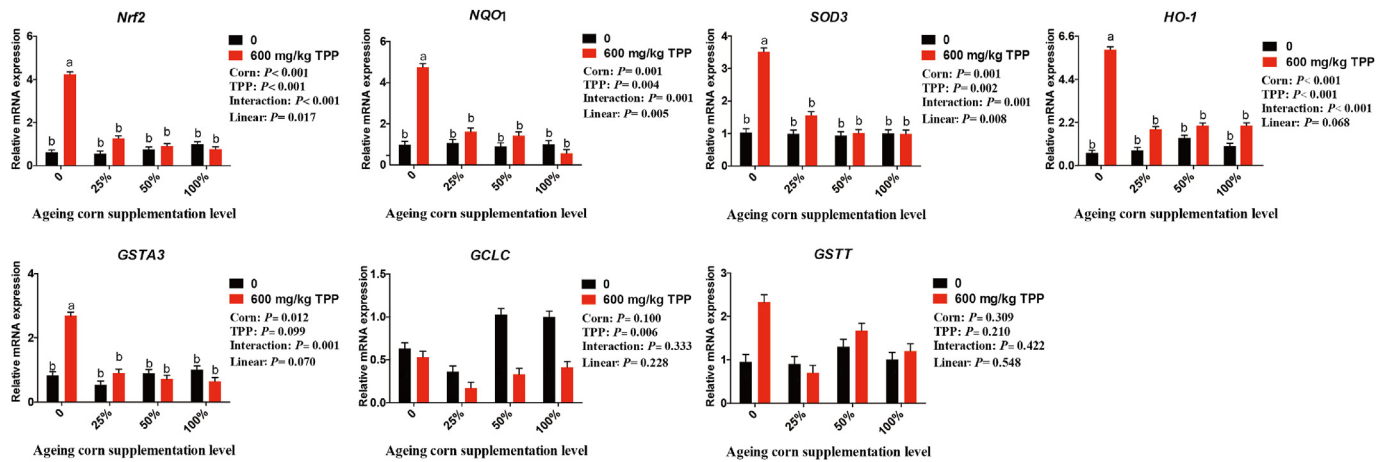 Nrf2
Relative mRNA expression
6
4
2
0
a
b
b
b
b
b
b
b
0
25%
50%
100%
Ageing corn supplementation level
0
600 mg/kg TPP
Corn: P< 0.001
TPP: P< 0.001
Interaction: P< 0.001
Linear: P= 0.017
NQO1
Relative mRNA expression
6
4
2
0
a
b
b
b
b
b
b
b
0
25%
50%
100%
Ageing corn supplementation level
0
600 mg/kg TPP
Corn: P= 0.001
TPP: P= 0.004
Interaction: P= 0.001
Linear: P= 0.005
SOD3
Relative mRNA expression
4
3
2
1
0
a
b
b
b
b
b
b
b
0
25%
50%
100%
Ageing corn supplementation level
0
600 mg/kg TPP
Corn: P= 0.001
TPP: P= 0.002
Interaction: P= 0.001
Linear: P= 0.008
HO-1
Relative mRNA expression
6.6
4.4
2.2
0.0
a
b
b
b
b
b
b
b
0
25%
50%
100%
Ageing corn supplementation level
0
600 mg/kg TPP
Corn: P< 0.001
TPP: P< 0.001
Interaction: P< 0.001
Linear: P= 0.068
GSTA3
Relative mRNA expression
4
2
0
a
b
b
b
b
b
b
b
0
25%
50%
100%
Ageing corn supplementation level
0
600 mg/kg TPP
Corn: P= 0.012
TPP: P= 0.099
Interaction: P= 0.001
Linear: P= 0.070
GCLC
Relative mRNA expression
1.5
1.0
0.5
0.0
0
25%
50%
100%
Ageing corn supplementation level
0
600 mg/kg TPP
Corn: P= 0.100
TPP: P= 0.006
Interaction: P= 0.333
Linear: P= 0.228
GSTT
Relative mRNA expression
3
2
1
0
0
25%
50%
100%
Ageing corn supplementation level
0
600 mg/kg TPP
Corn: P= 0.309
TPP: P= 0.210
Interaction: P= 0.422
Linear: P= 0.548